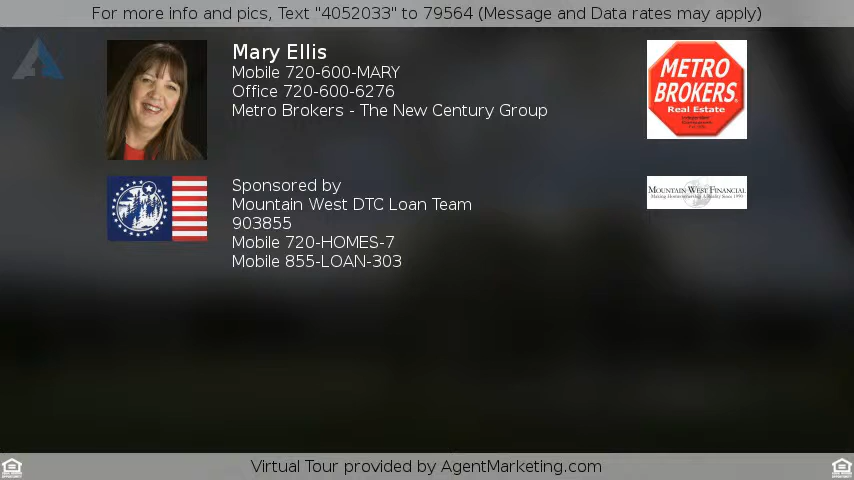 For more info and pics, Text "4052033" to 79564 (Message and Data rates may apply)
Mary Ellis
Mobile 720-600-MARY
Office 720-600-6276
Metro Brokers - The New Century Group
METRO
BROKERS
Real Estate
Sponsored by
Mountain West DTC Loan Team
903855
Mobile 720-HOMES-7
Mobile 855-LOAN-303
MOUNTAIN WEST FINANCIAL
Virtual Tour provided by AgentMarketing.com